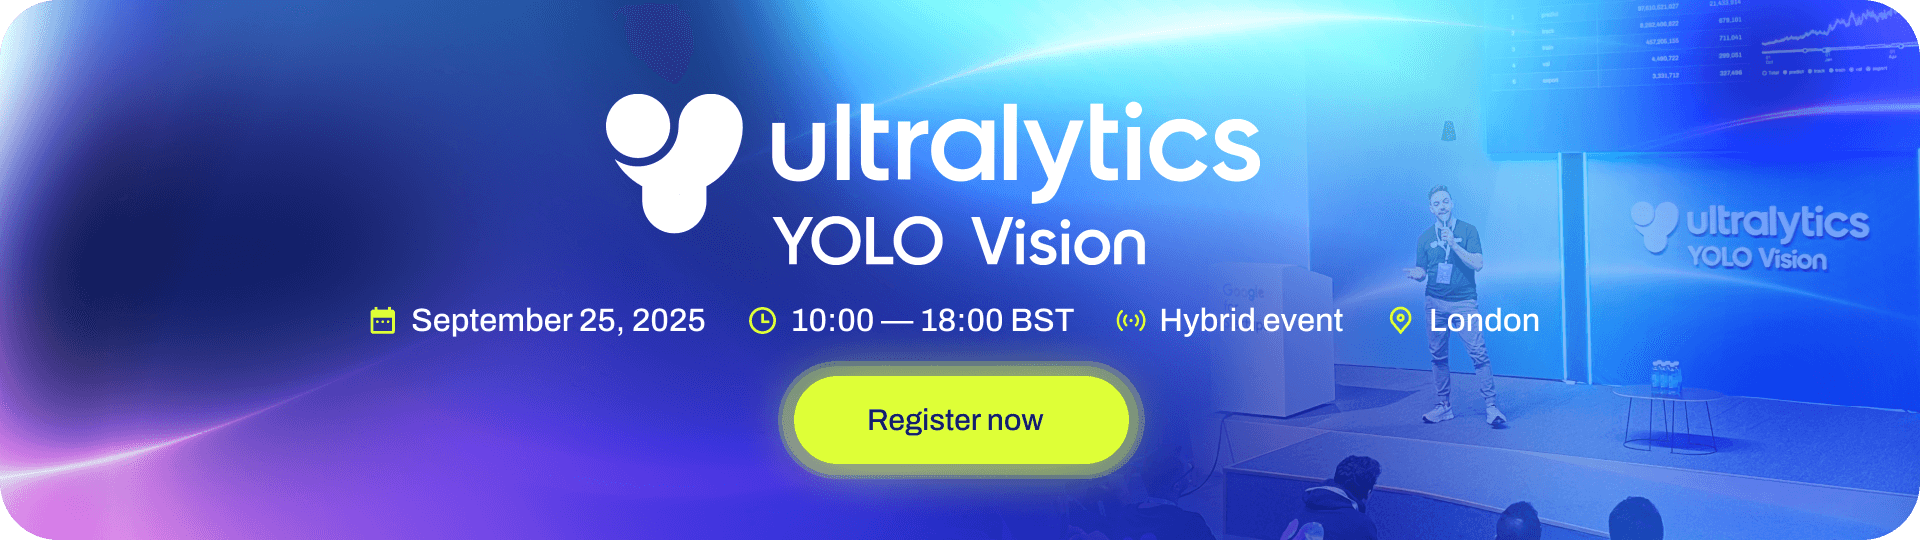 ultralytics
YOLO Vision
September 25, 2025
10:00 — 18:00 BST
Hybrid event
London
Register now
ultralytics
YOLO Vision
Google